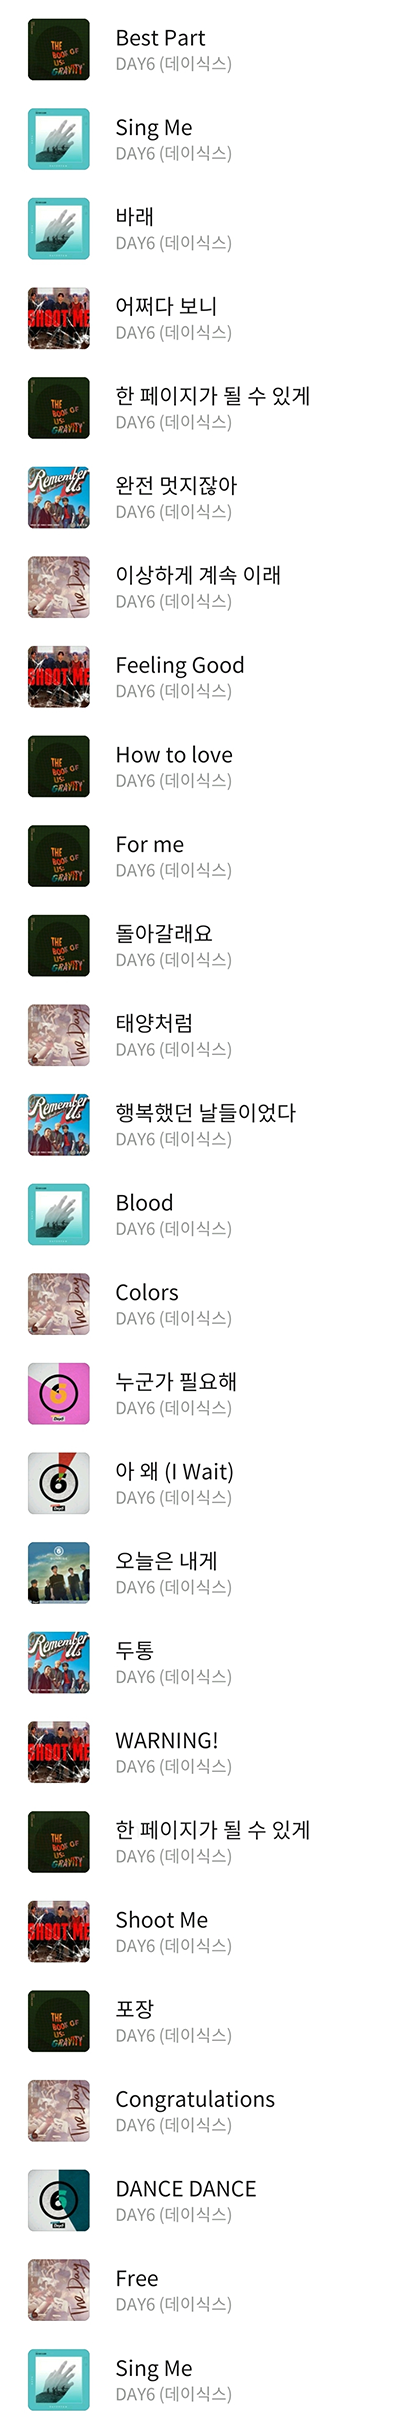 THE
BOOK OF
US:
GRAVITY
Best Part
DAY6 (데이식스)
Sing Me
DAY6 (데이식스)
바래
DAY6 (데이식스)
SHOOT ME
어쩌다 보니
DAY6 (데이식스)
THE
BOOK OF
US:
GRAVITY
한 페이지가 될 수 있게
DAY6 (데이식스)
Remember
Us
완전 멋지잖아
DAY6 (데이식스)
The Day
이상하게 계속 이래
DAY6 (데이식스)
SHOOT ME
Feeling Good
DAY6 (데이식스)
THE
BOOK OF
US:
GRAVITY
How to love
DAY6 (데이식스)
THE
BOOK OF
US:
GRAVITY
For me
DAY6 (데이식스)
THE
BOOK OF
US:
GRAVITY
돌아갈래요
DAY6 (데이식스)
The Day
태양처럼
DAY6 (데이식스)
Remember
Us
행복했던 날들이었다
DAY6 (데이식스)
Blood
DAY6 (데이식스)
The Day
Colors
DAY6 (데이식스)
6
Day6
누군가 필요해
DAY6 (데이식스)
6
Day6
아 왜 (I Wait)
DAY6 (데이식스)
6
오늘은 내게
DAY6 (데이식스)
Remember
Us
두통
DAY6 (데이식스)
SHOOT ME
WARNING!
DAY6 (데이식스)
THE
BOOK OF
US:
GRAVITY
한 페이지가 될 수 있게
DAY6 (데이식스)
SHOOT ME
Shoot Me
DAY6 (데이식스)
THE
BOOK OF
US:
GRAVITY
포장
DAY6 (데이식스)
The Day
Congratulations
DAY6 (데이식스)
6
Day6
DANCE DANCE
DAY6 (데이식스)
The Day
Free
DAY6 (데이식스)
Sing Me
DAY6 (데이식스)